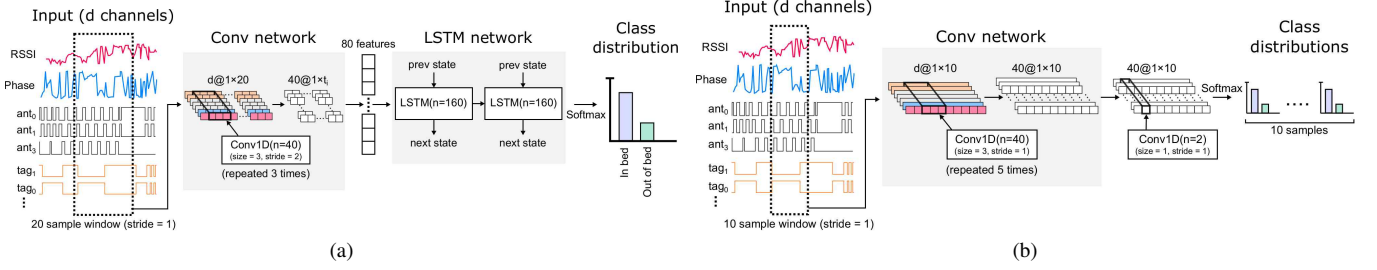 Input (d channels)
RSSI
Phase
ant0
ant1
ant3
tag1
tag0
20 sample window (stride = 1)
Conv network
d@1×20
40@1×ti
Conv1D(n=40)
(size = 3, stride = 2)
(repeated 3 times)
80 features
LSTM network
prev state
prev state
LSTM(n=160)
LSTM(n=160)
next state
next state
Softmax
Class
distribution
In bed
Out of bed
(a)
Input (d channels)
RSSI
Phase
ant0
ant1
ant3
tag1
tag0
10 sample window (stride = 1)
Conv network
d@1×10
40@1×10
Conv1D(n=40)
(size = 3, stride = 1)
(repeated 5 times)
40@1×10
Conv1D(n=2)
(size = 1, stride = 1)
Softmax
Class
distributions
10 samples
(b)